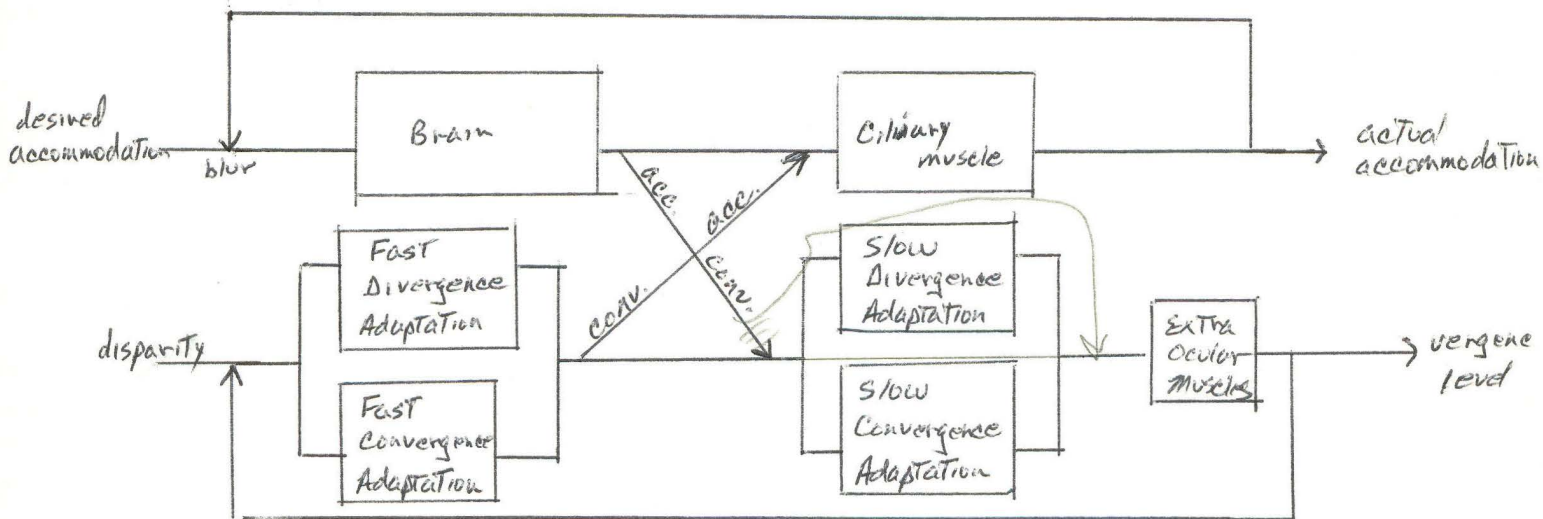 desired
accommodation
blur
Brain
Ciliary
muscle
actual
accommodation
acc.
conv.
conv.
acc.
disparity
Fast
Divergence
Adaptation
Fast
Convergence
Adaptation
Slow
Divergence
Adaptation
Slow
Convergence
Adaptation
Extra
Ocular
Muscles
vergence
level